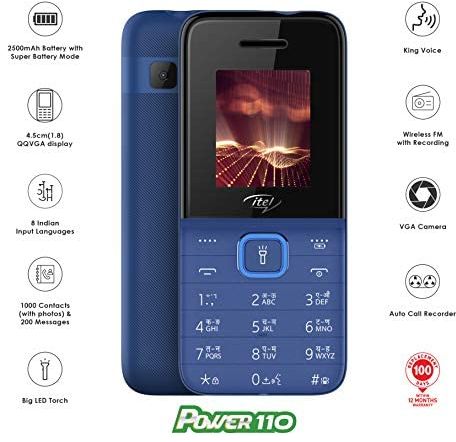 2500mAh Battery with
Super Battery Mode
4.5cm(1.8)
QQVGA display
8 Indian
Input Languages
1000 Contacts
(with photos) &
200 Messages
Big LED Torch
itel
1
2 अ-अः
ABC
3 ए-औ
DEF
4 क-ङ
GHI
5 च-ञ
JKL
6 ट-ण
MNO
7 त-न
PQRS
8 प-म
TUV
9 य-ह
WXYZ
* 0 #
King Voice
Wireless FM
with Recording
VGA Camera
Auto Call Recorder
REPLACEMENT
100
DAYS
WITHIN
12 MONTHS
WARRANTY
POWER 110